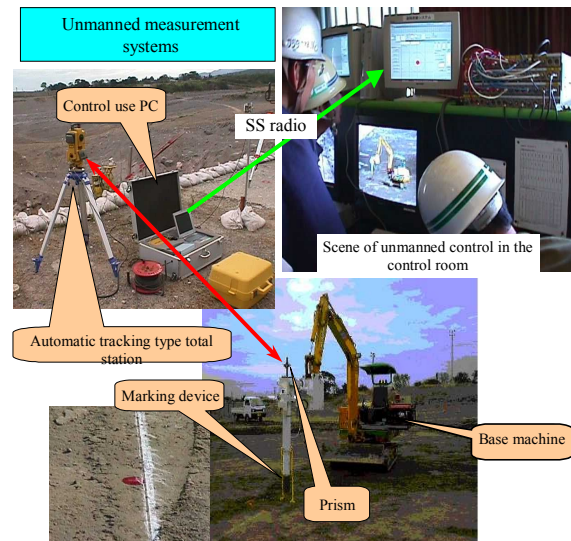 Unmanned measurement
systems
Control use PC
SS radio
Scene of unmanned control in the
control room
Automatic tracking type total
station
Marking device
Base machine
Prism